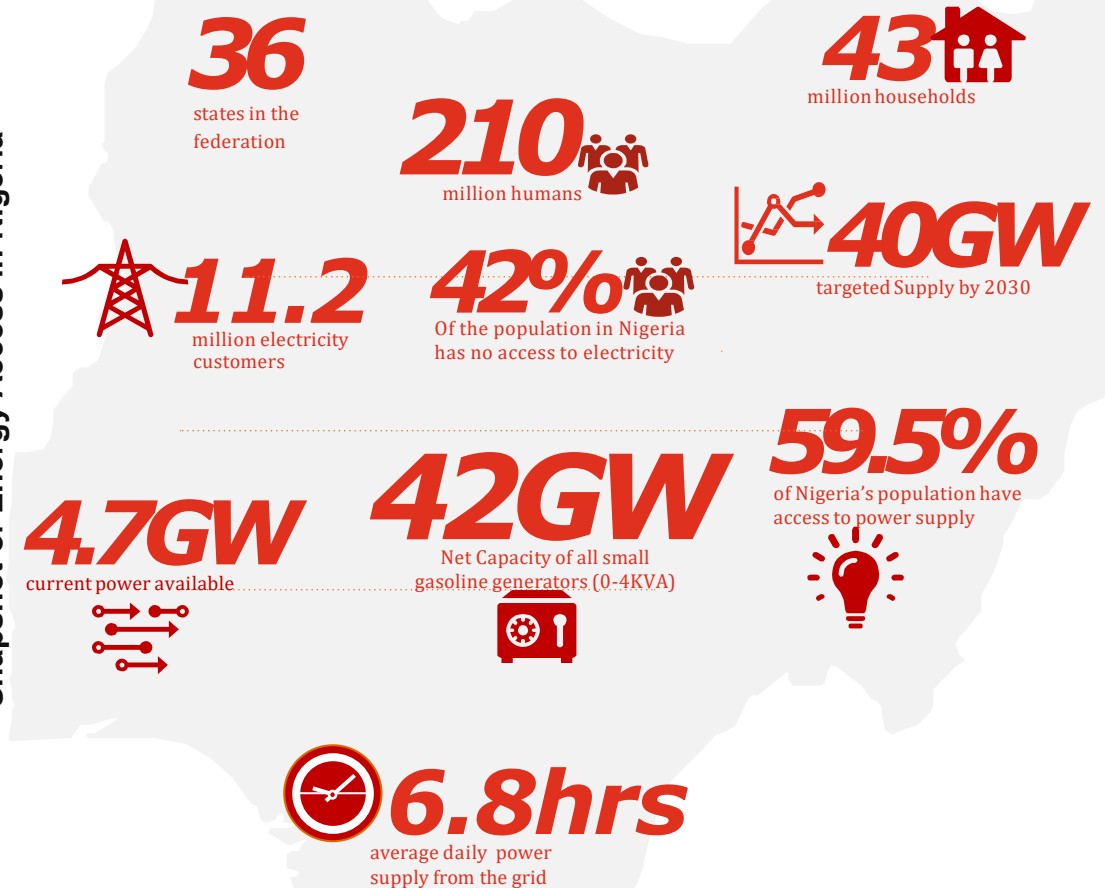 36
states in the
federation
43
million households
210
million humans
40GW
targeted Supply by 2030
11.2
million electricity
customers
42%
Of the population in Nigeria
has no access to electricity
59.5%
of Nigeria's population have
access to power supply
4.7GW
current power available
42GW
Net Capacity of all small
gasoline generators (0-4KVA)
6.8hrs
average daily power
supply from the grid